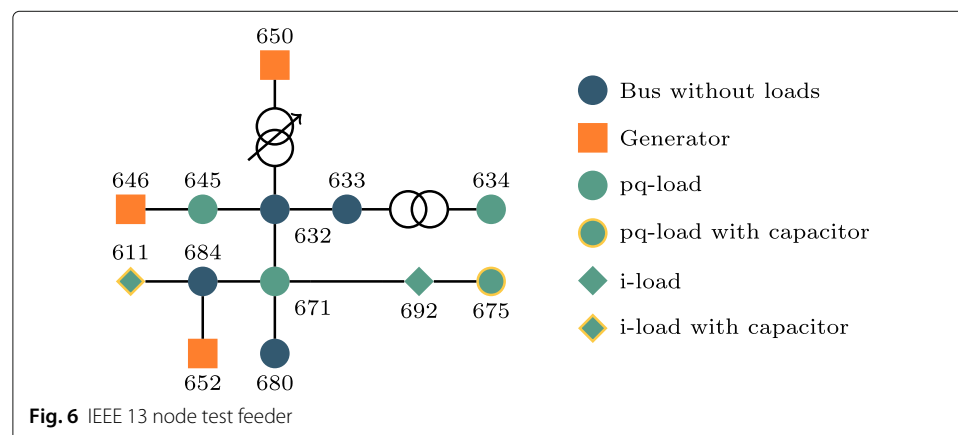 650
Bus without loads
Generator
646 645 633 634
pq-load
632
pq-load with capacitor
611 684
i-load
671 692 675
i-load with capacitor
652 680
Fig. 6 IEEE 13 node test feeder